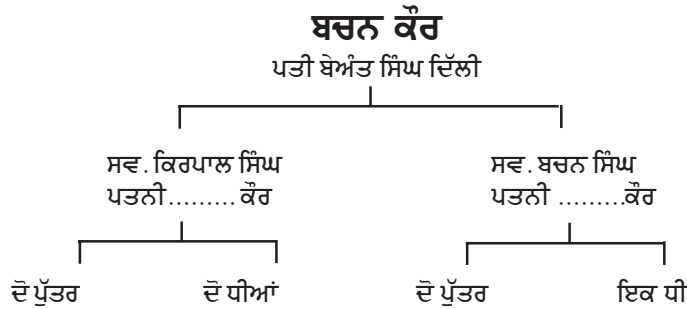 ਬਚਨ ਕੌਰ
ਪਤੀ ਬੇਅੰਤ ਸਿੰਘ ਦਿੱਲੀ
ਸਵ. ਕਿਰਪਾਲ ਸਿੰਘ
ਪਤਨੀ......... ਕੌਰ
ਸਵ. ਬਚਨ ਸਿੰਘ
ਪਤਨੀ .........ਕੌਰ
ਦੋ ਪੁੱਤਰ
ਦੋ ਧੀਆਂ
ਦੋ ਪੁੱਤਰ
ਇਕ ਧੀ